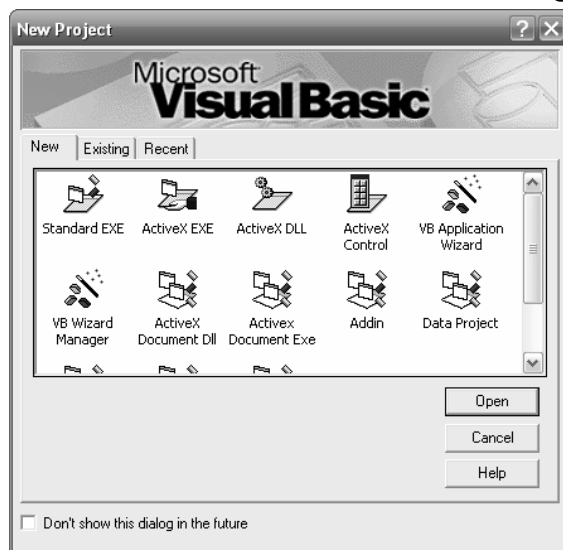 New Project
Microsoft
Visual Basic
New Existing Recent
Standard EXE ActiveX EXE ActiveX DLL ActiveX Control VB Application Wizard
VB Wizard Manager ActiveX Document Dll Activex Document Exe Addin Data Project
Open
Cancel
Help
Don't show this dialog in the future